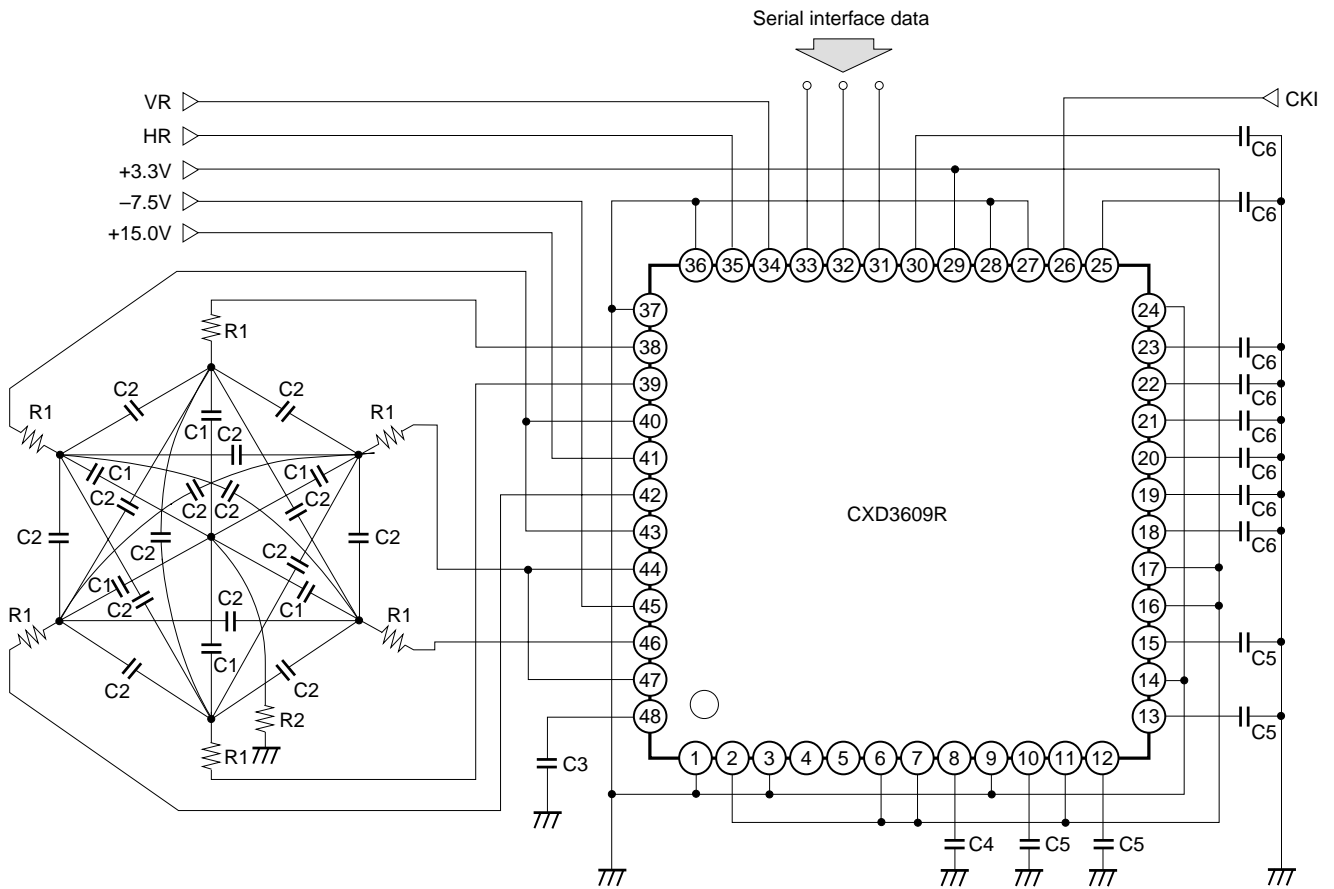 Serial interface data
VR
CKI
HR
C6
+3.3V
–7.5V
C6
+15.0V
36 35 34 33 32 31 30 29 28 27 26 25
37 24
R1
38 23 C6
C2 C2
39 22 C6
R1 R1
C1 C2
40 21 C6
41 20 C6
C1 C1
C2 C2
42 19 C6
C2 C2
CXD3609R
43 18 C6
C2 C2 C2 C2
44 17
C1 C1
C2
45 16
R1 C2 R1
46 15 C5
C1
C2 C2
47 14
48 13 C5
R2
R1
C3
1 2 3 4 5 6 7 8 9 10 11 12
C4 C5 C5